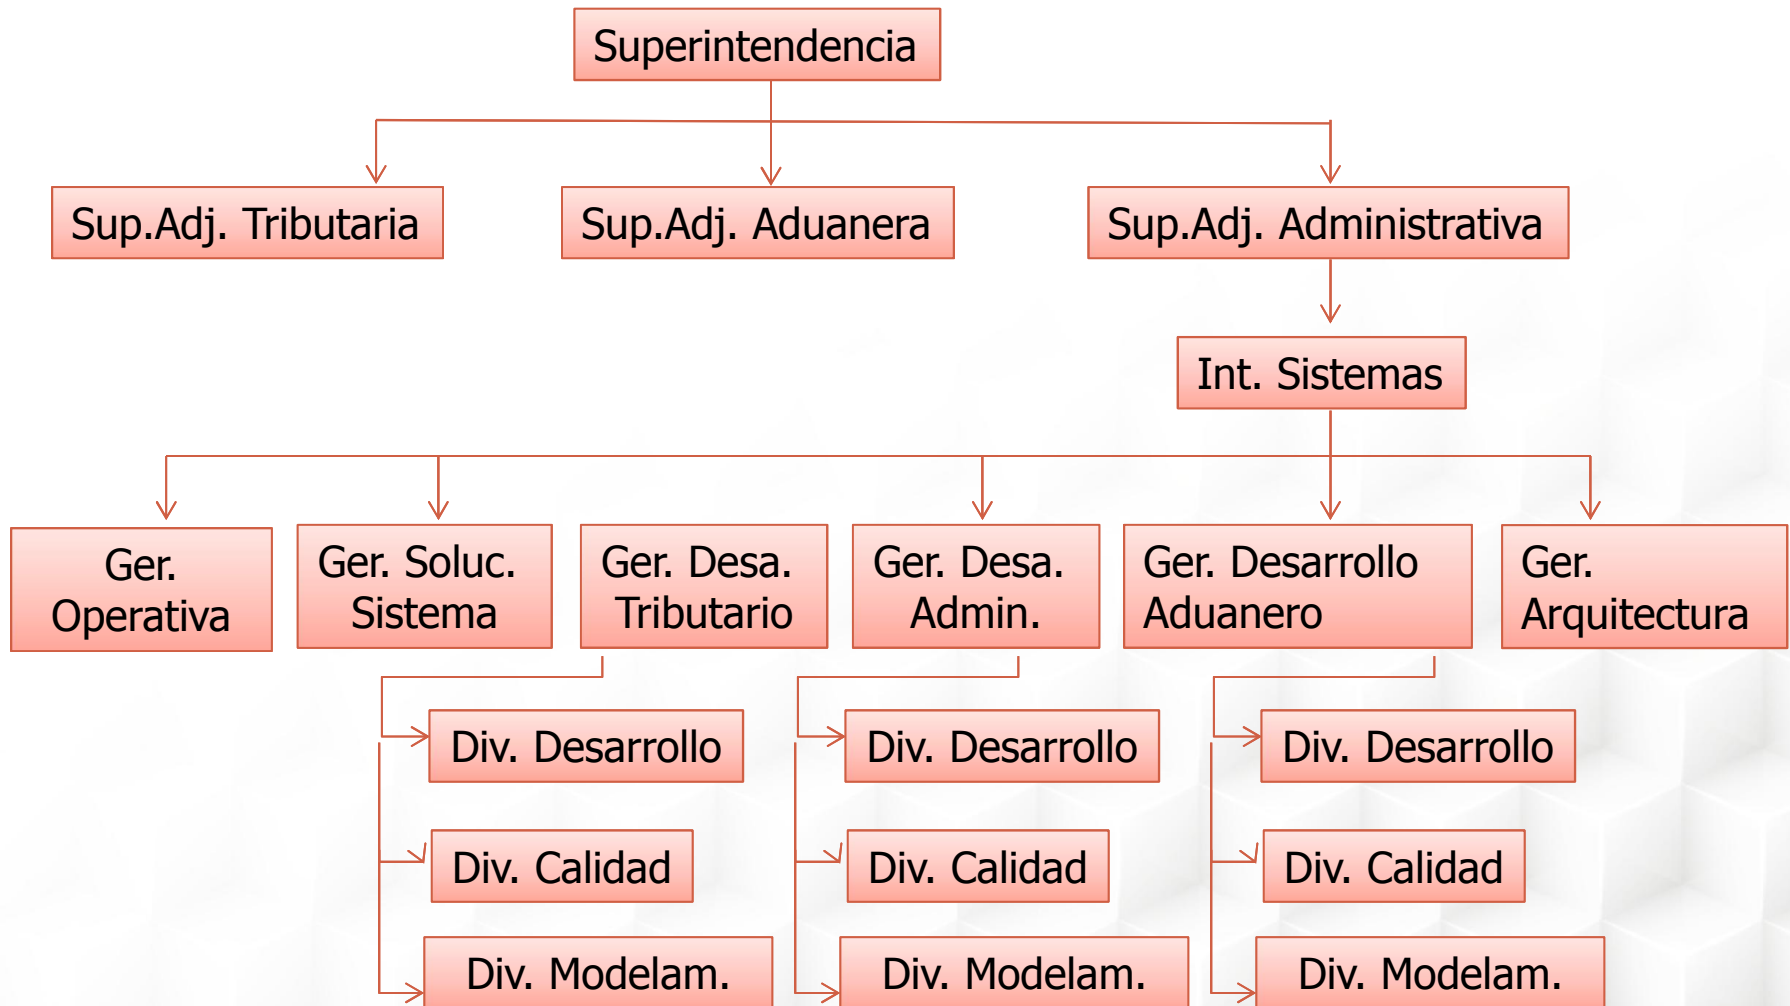 Superintendencia
Sup.Adj. Tributaria
Sup.Adj. Aduanera
Sup.Adj. Administrativa
Int. Sistemas
Ger.
Operativa
Ger. Soluc.
Sistema
Ger. Desa.
Tributario
Ger. Desa.
Admin.
Ger. Desarrollo
Aduanero
Ger.
Arquitectura
Div. Desarrollo
Div. Desarrollo
Div. Desarrollo
Div. Calidad
Div. Calidad
Div. Calidad
Div. Modelam.
Div. Modelam.
Div. Modelam.